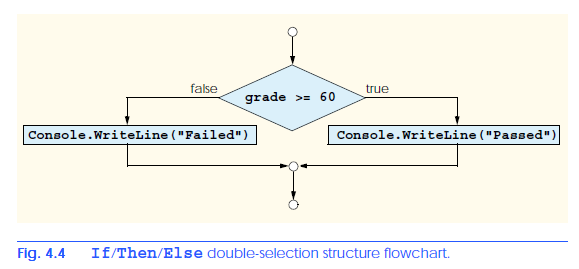 false
true
grade >= 60
Console.WriteLine("Failed")
Console.WriteLine("Passed")
Fig. 4.4 If/Then/Else double-selection structure flowchart.